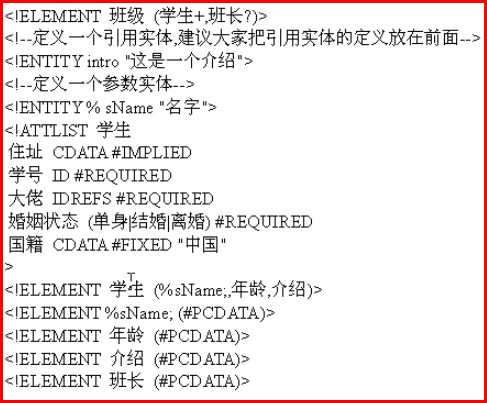 <!ELEMENT 班级 (学生+,班长?)>
<!--定义一个引用实体,建议大家把引用实体的定义放在前面-->
<!ENTITY intro "这是一个介绍">
<!--定义一个参数实体-->
<!ENTITY % sName "名字">
<!ATTLIST 学生
住址 CDATA #IMPLIED
学号 ID #REQUIRED
大佬 IDREFS #REQUIRED
婚姻状态 (单身|结婚|离婚) #REQUIRED
国籍 CDATA #FIXED "中国"
>
<!ELEMENT 学生 (%sName;,年龄,介绍)>
<!ELEMENT %sName; (#PCDATA)>
<!ELEMENT 年龄 (#PCDATA)>
<!ELEMENT 介绍 (#PCDATA)>
<!ELEMENT 班长 (#PCDATA)>